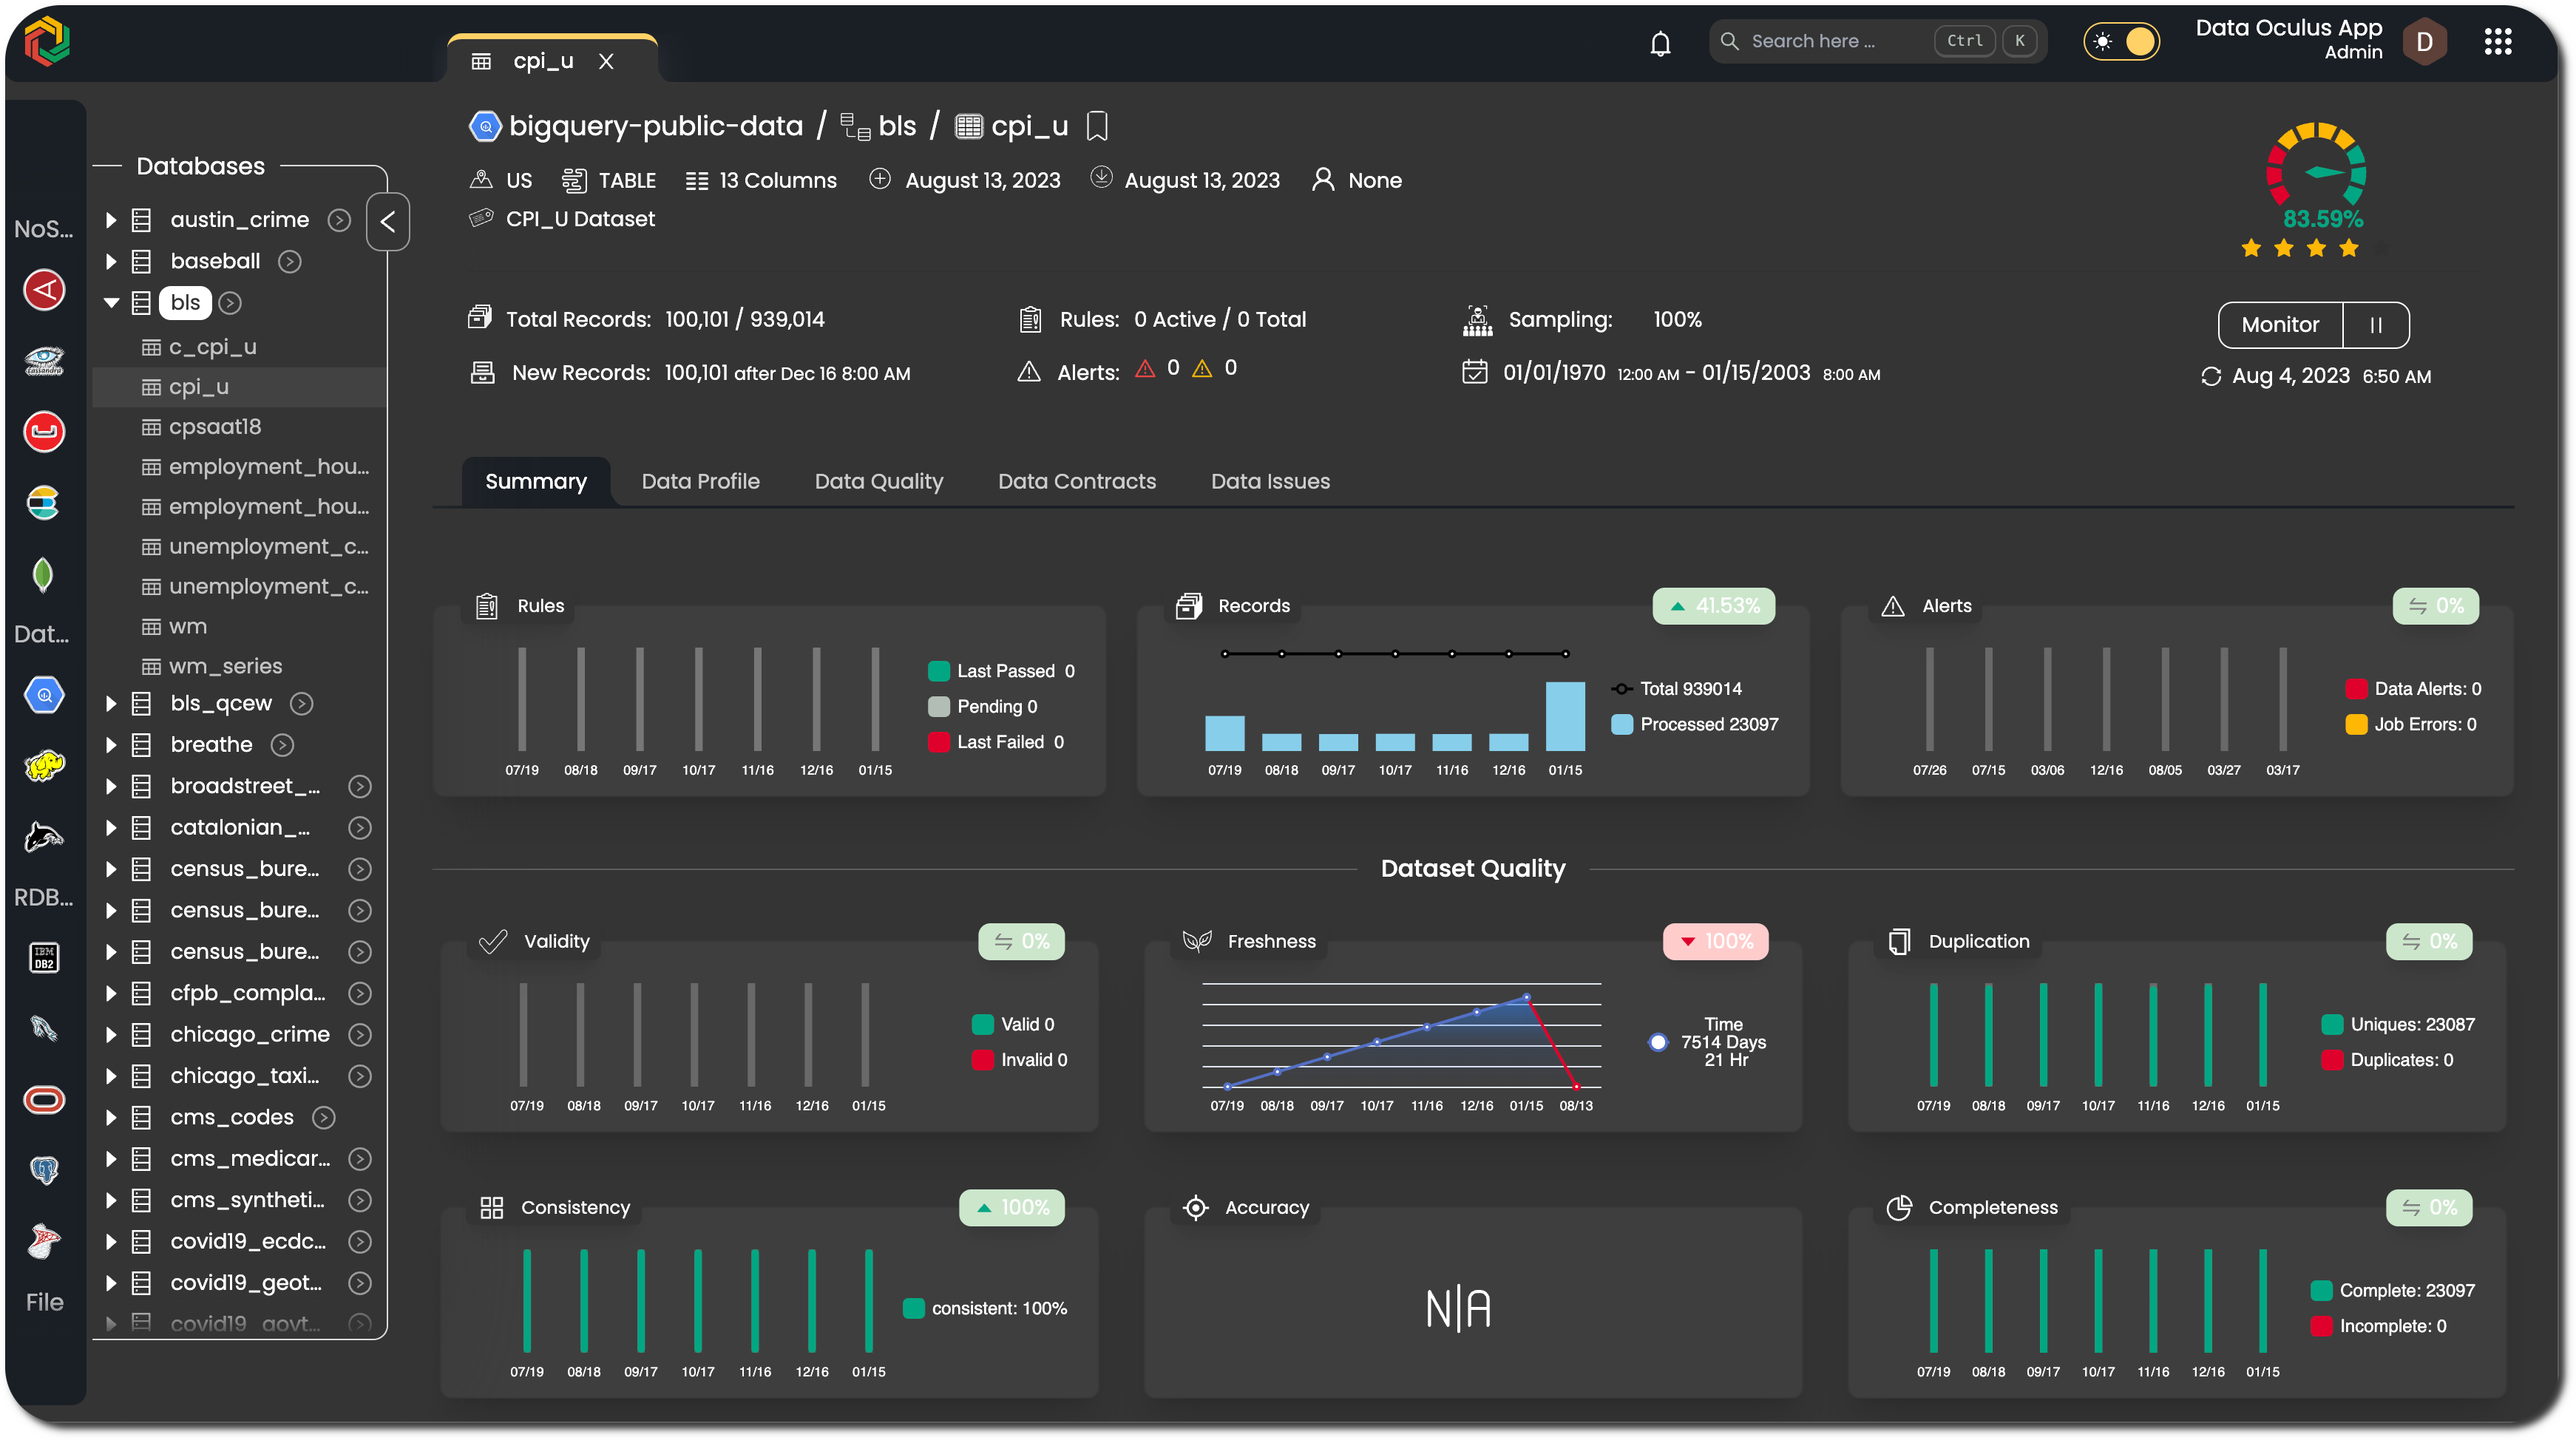 cpi_u X
Search here ... Ctrl K
Data Oculus App
Admin
D
NoS...
Dat...
IBM
DB2
RDB...
File
cassandra
Databases
austin_crime
baseball
bls
c_cpi_u
cpi_u
cpsaat18
employment_hou...
employment_hou...
unemployment_c...
unemployment_c...
wm
wm_series
bls_qcew
breathe
broadstreet_...
catalonian_...
census_bure...
census_bure...
census_bure...
cfpb_compla...
chicago_crime
chicago_taxi...
cms_codes
cms_medicar...
cms_syntheti...
covid19_ecdc...
covid19_geot...
covid19_govt...
bigquery-public-data / bls / cpi_u
US TABLE 13 Columns August 13, 2023 August 13, 2023 None
CPI_U Dataset
83.59%
Total Records: 100,101 / 939,014
New Records: 100,101 after Dec 16 8:00 AM
Rules: 0 Active / 0 Total
Alerts: 0 0
Sampling: 100%
01/01/1970 12:00 AM - 01/15/2003 8:00 AM
Monitor
Aug 4, 2023 6:50 AM
Summary Data Profile Data Quality Data Contracts Data Issues
Rules
Last Passed 0
Pending 0
Last Failed 0
07/19 08/18 09/17 10/17 11/16 12/16 01/15
Records
41.53%
Total 939014
Processed 23097
07/19 08/18 09/17 10/17 11/16 12/16 01/15
Alerts
0%
Data Alerts: 0
Job Errors: 0
07/26 07/15 03/06 12/16 08/05 03/27 03/17
Dataset Quality
Validity
0%
Valid 0
Invalid 0
07/19 08/18 09/17 10/17 11/16 12/16 01/15
Freshness
100%
Time
7514 Days
21 Hr
07/19 08/18 09/17 10/17 11/16 12/16 01/15 08/13
Duplication
0%
Uniques: 23087
Duplicates: 0
07/19 08/18 09/17 10/17 11/16 12/16 01/15
Consistency
100%
consistent: 100%
07/19 08/18 09/17 10/17 11/16 12/16 01/15
Accuracy
N|A
Completeness
0%
Complete: 23097
Incomplete: 0
07/19 08/18 09/17 10/17 11/16 12/16 01/15